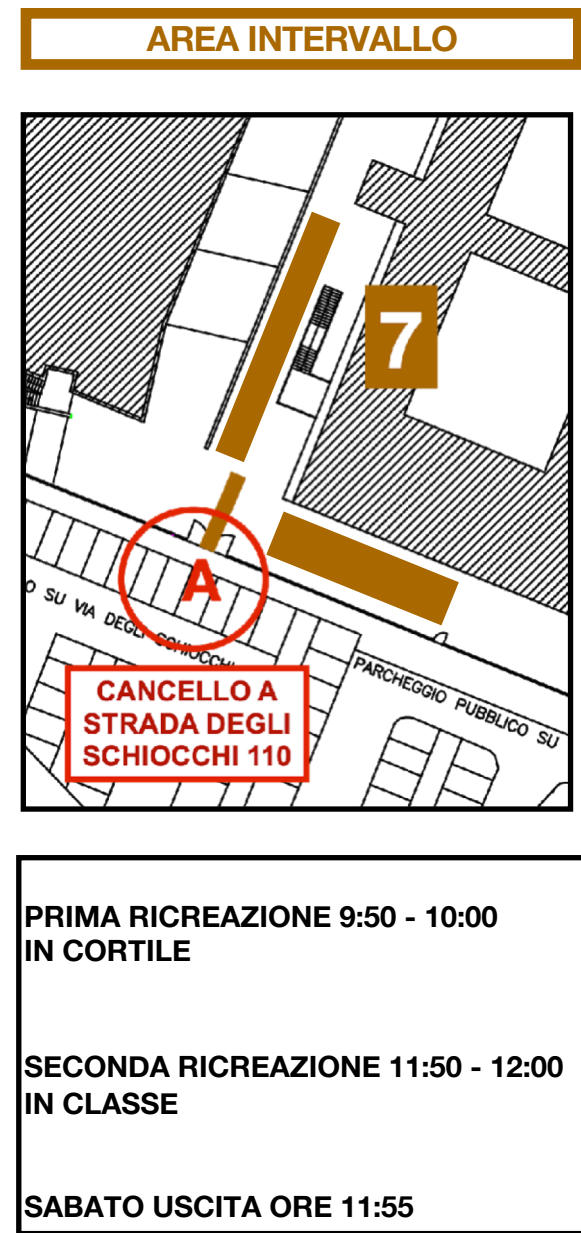 AREA INTERVALLO
7
A
O SU VIA DEGLI SCHIOCCHI
CANCELLO A
STRADA DEGLI
SCHIOCCHI 110
PARCHEGGIO PUBBLICO SU
PRIMA RICREAZIONE 9:50 - 10:00
IN CORTILE
SECONDA RICREAZIONE 11:50 - 12:00
IN CLASSE
SABATO USCITA ORE 11:55